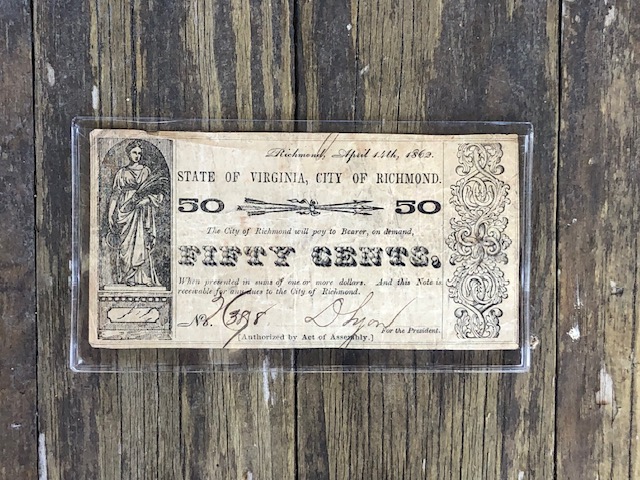 Richmond, April 14th, 1862.
STATE OF VIRGINIA, CITY OF RICHMOND.
50 50
The City of Richmond will pay to Bearer, on demand,
FIFTY CENTS,
When presented in sums of one or more dollars. And this Note is
receivable for any dues to the City of Richmond.
No.
For the President.
[Authorized by Act of Assembly.]